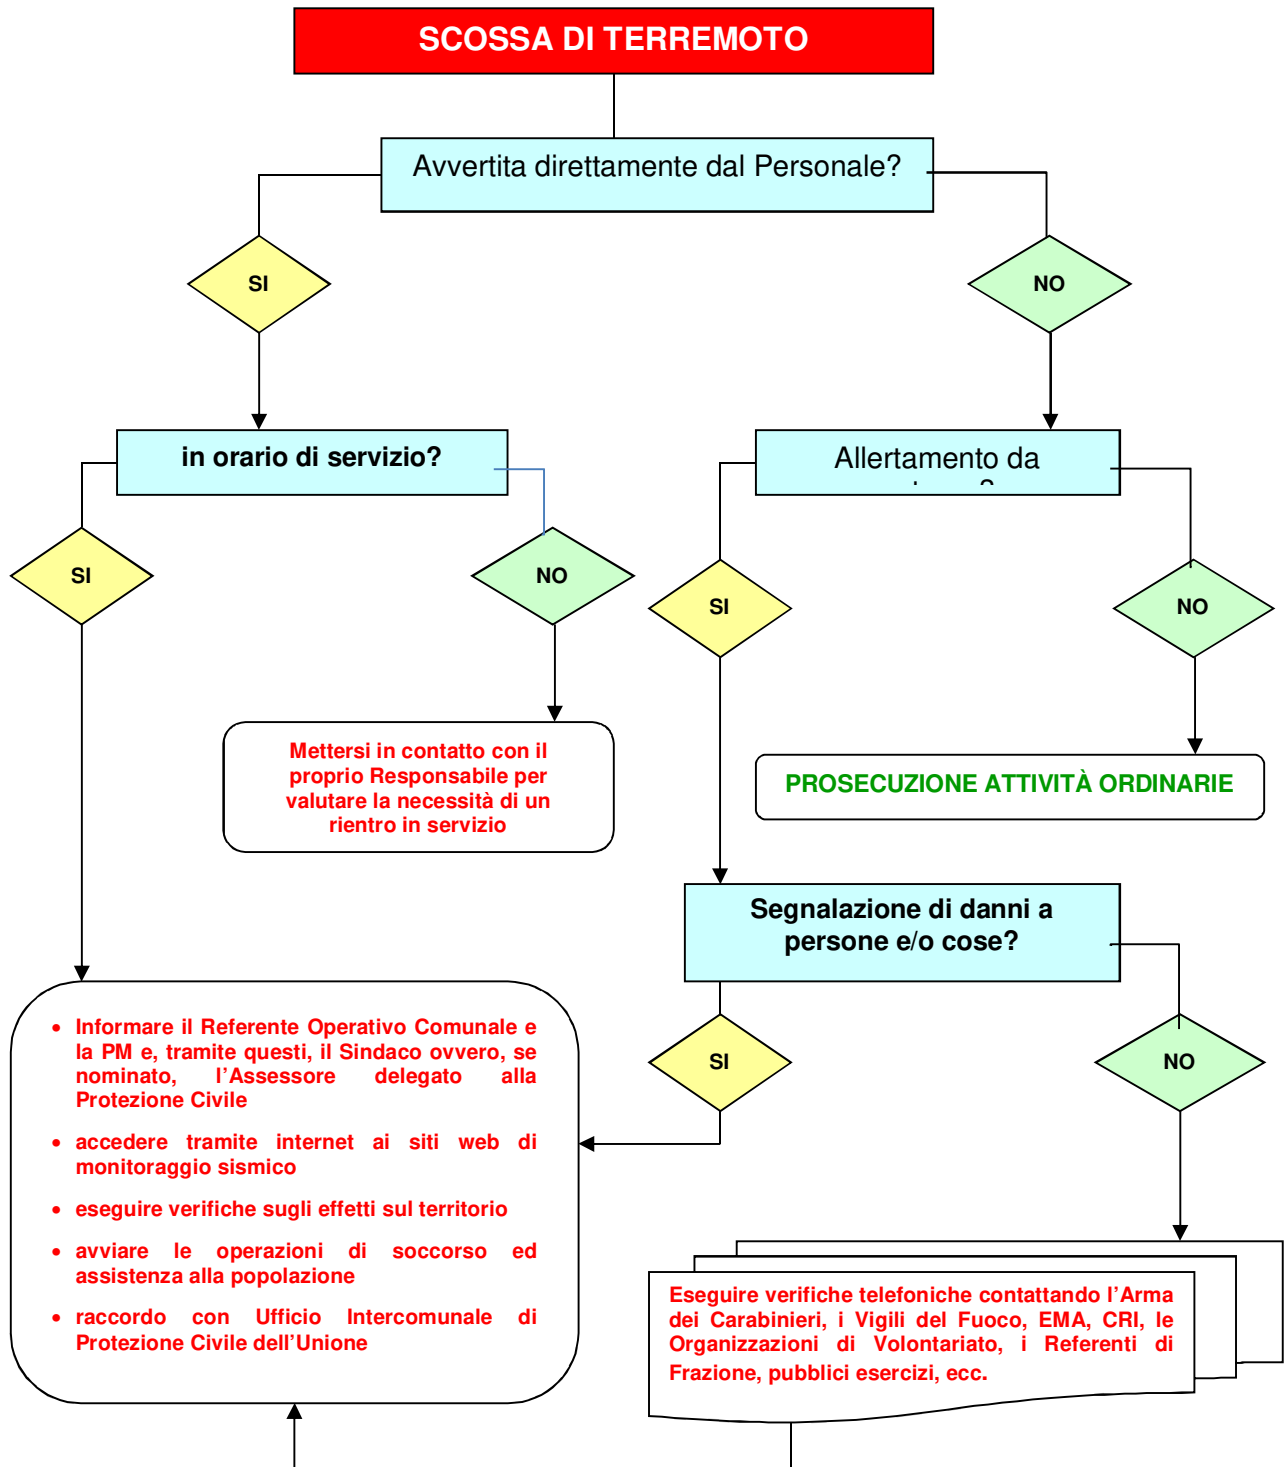 SCOSSA DI TERREMOTO
Avvertita direttamente dal Personale?
SI
NO
in orario di servizio?
Allertamento da
SI
NO
SI
NO
Mettersi in contatto con il
proprio Responsabile per
valutare la necessità di un
rientro in servizio
PROSECUZIONE ATTIVITÀ ORDINARIE
Segnalazione di danni a
persone e/o cose?
SI
NO
• Informare il Referente Operativo Comunale e
la PM e, tramite questi, il Sindaco ovvero, se
nominato, l’Assessore delegato alla
Protezione Civile
• accedere tramite internet ai siti web di
monitoraggio sismico
• eseguire verifiche sugli effetti sul territorio
• avviare le operazioni di soccorso ed
assistenza alla popolazione
• raccordo con Ufficio Intercomunale di
Protezione Civile dell’Unione
Eseguire verifiche telefoniche contattando l’Arma
dei Carabinieri, i Vigili del Fuoco, EMA, CRI, le
Organizzazioni di Volontariato, i Referenti di
Frazione, pubblici esercizi, ecc.